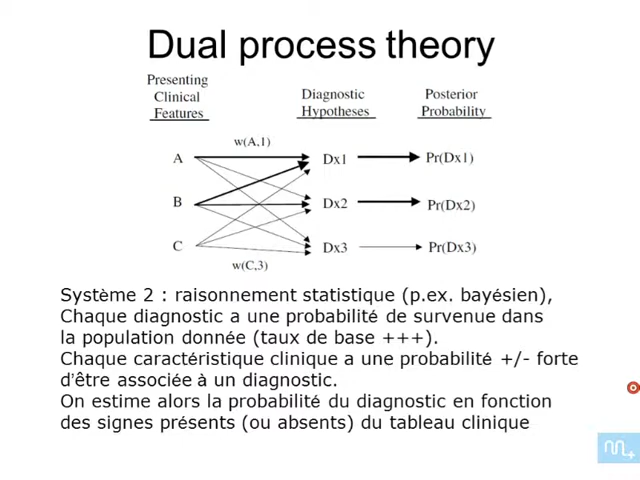 Dual process theory
Presenting
Clinical
Features
Diagnostic
Hypotheses
Posterior
Probability
w(A,1)
A
Dx1
Pr(Dx1)
B
Dx2
Pr(Dx2)
C
Dx3
Pr(Dx3)
w(C,3)
Système 2 : raisonnement statistique (p.ex. bayésien),
Chaque diagnostic a une probabilité de survenue dans
la population donnée (taux de base +++).
Chaque caractéristique clinique a une probabilité +/- forte
d'être associée à un diagnostic.
On estime alors la probabilité du diagnostic en fonction
des signes présents (ou absents) du tableau clinique